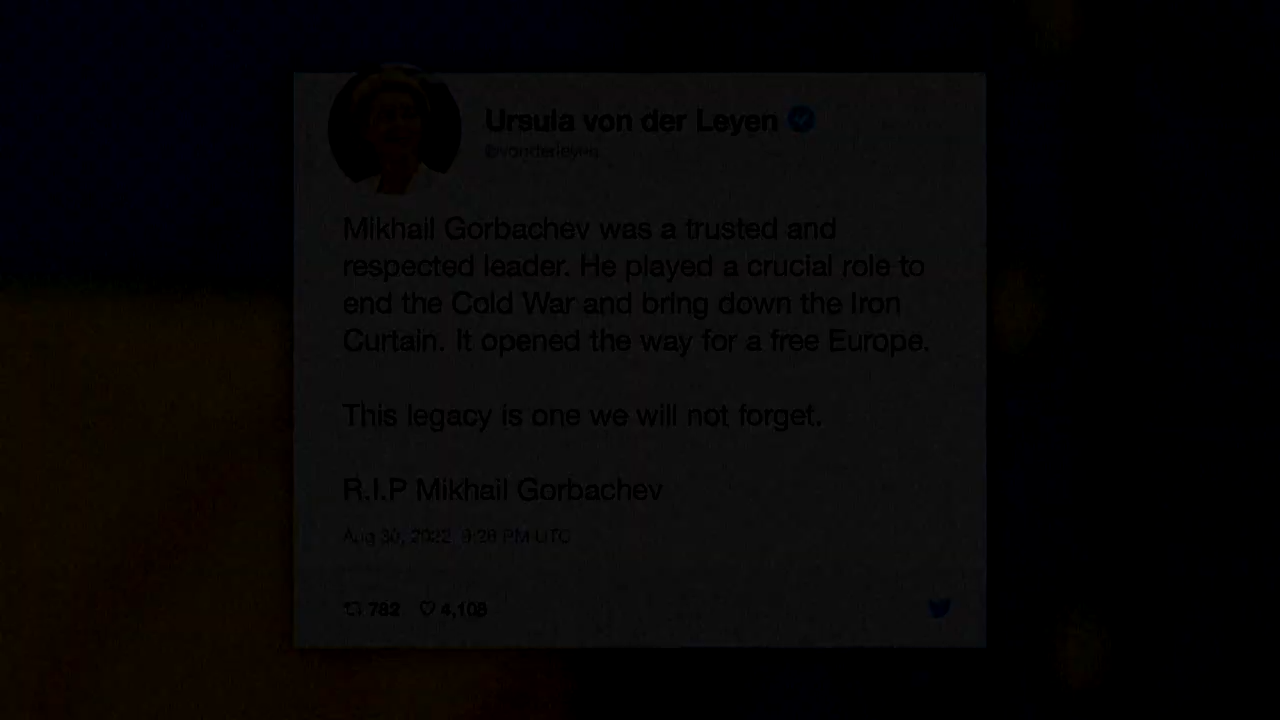 Ursula von der Leyen
@vonderleyen
Mikhail Gorbachev was a trusted and
respected leader. He played a crucial role to
end the Cold War and bring down the Iron
Curtain. It opened the way for a free Europe.
This legacy is one we will not forget.
R.I.P Mikhail Gorbachev
Aug 30, 2022 9:26 PM UTC
782 4,108